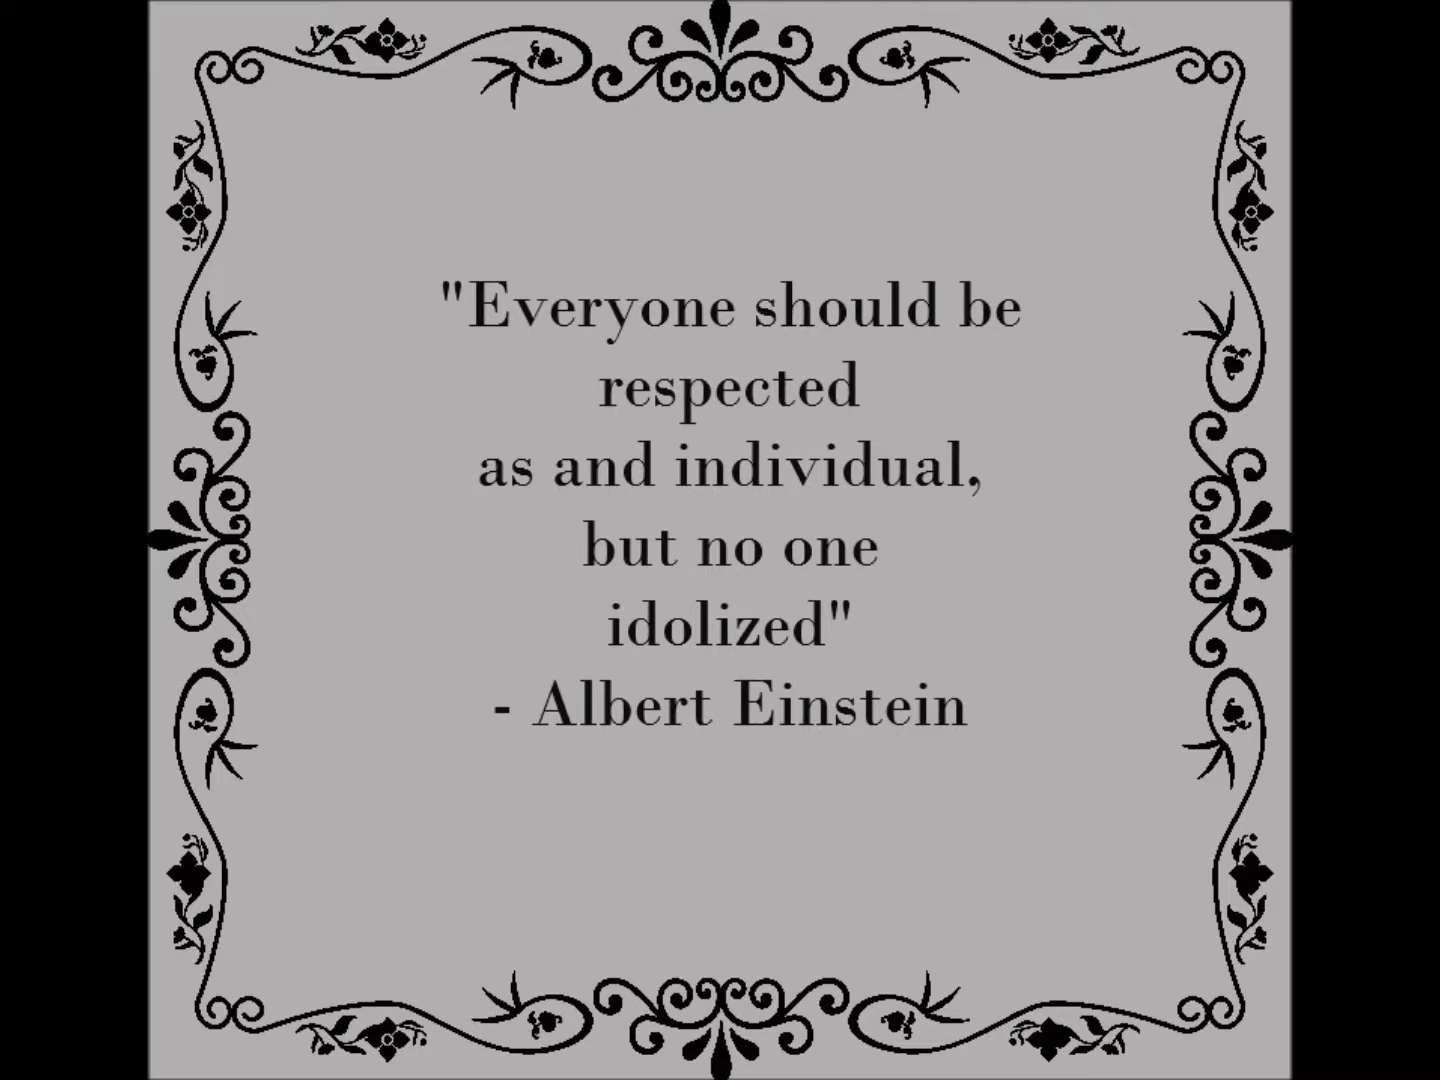 "Everyone should be
respected
as and individual,
but no one
idolized"
- Albert Einstein